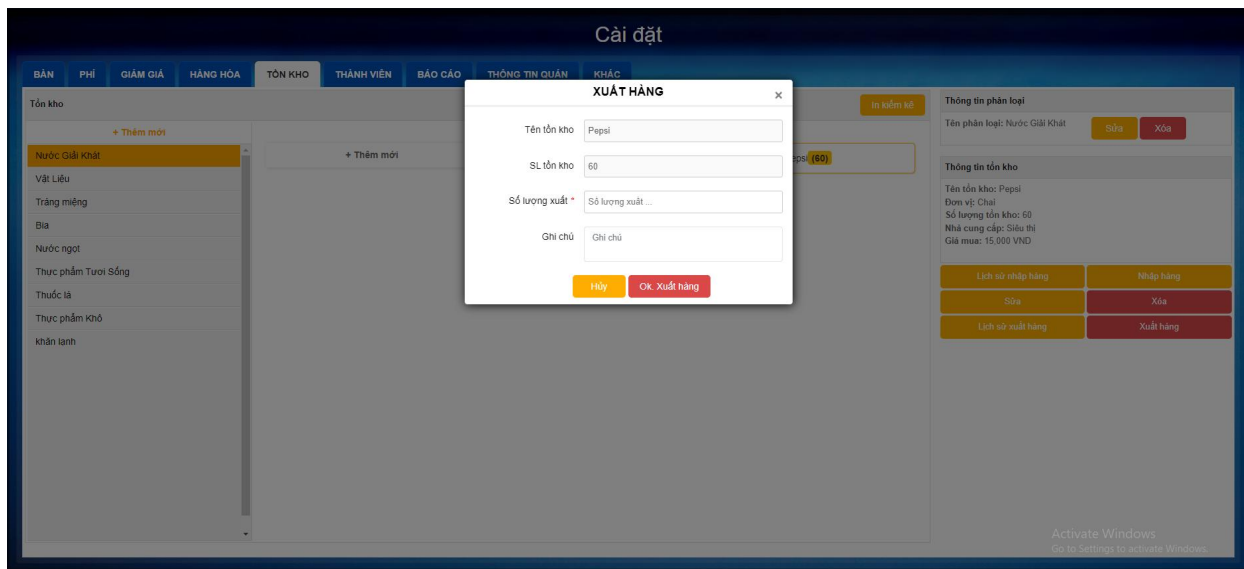 Cài đặt
BÀN PHÍ GIẢM GIÁ HÀNG HÓA TỒN KHO THÀNH VIÊN BÁO CÁO THÔNG TIN QUÁN KHÁC
Tồn kho
In kiểm kê
+ Thêm mới
Nước Giải Khát
Vật Liệu
Tráng miệng
Bia
Nước ngọt
Thực phẩm Tươi Sống
Thuốc lá
Thực phẩm Khô
khăn lạnh
+ Thêm mới
(60)
XUẤT HÀNG ×
Tên tồn kho Pepsi
SL tồn kho 60
Số lượng xuất * Số lượng xuất ...
Ghi chú Ghi chú
Hủy Ok. Xuất hàng
Thông tin phân loại
Tên phân loại: Nước Giải Khát Sửa Xóa
Thông tin tồn kho
Tên tồn kho: Pepsi
Đơn vị: Chai
Số lượng tồn kho: 60
Nhà cung cấp: Siêu thị
Giá mua: 15,000 VND
Lịch sử nhập hàng Nhập hàng
Sửa Xóa
Lịch sử xuất hàng Xuất hàng
Activate Windows
Go to Settings to activate Windows.